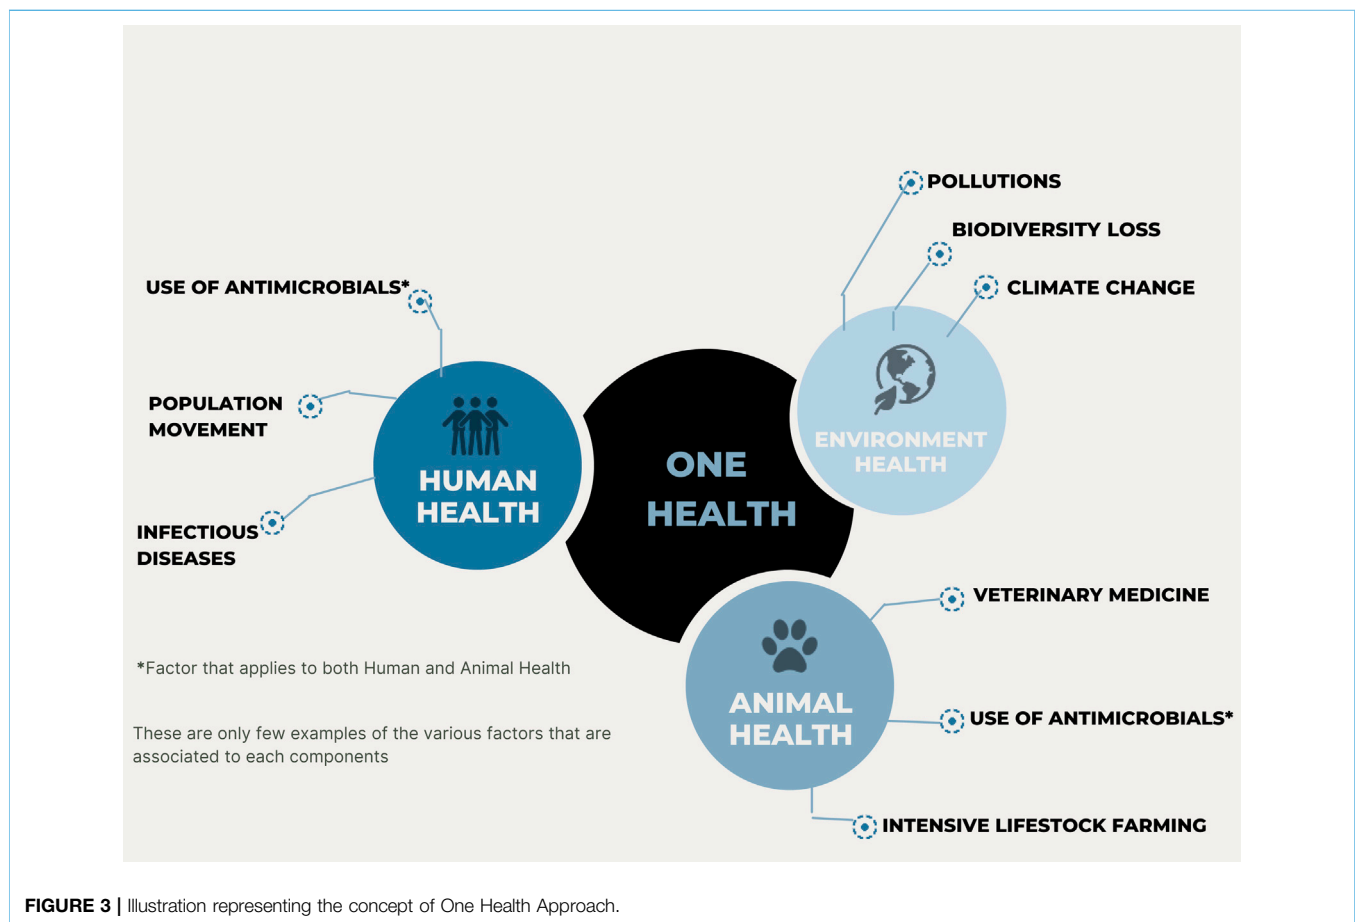 POLLUTIONS
BIODIVERSITY LOSS
CLIMATE CHANGE
USE OF ANTIMICROBIALS*
POPULATION
MOVEMENT
INFECTIOUS
DISEASES
HUMAN
HEALTH
ONE
HEALTH
ENVIRONMENT
HEALTH
VETERINARY MEDICINE
USE OF ANTIMICROBIALS*
INTENSIVE LIVESTOCK FARMING
ANIMAL
HEALTH
*Factor that applies to both Human and Animal Health
These are only few examples of the various factors that are
associated to each components
FIGURE 3 | Illustration representing the concept of One Health Approach.